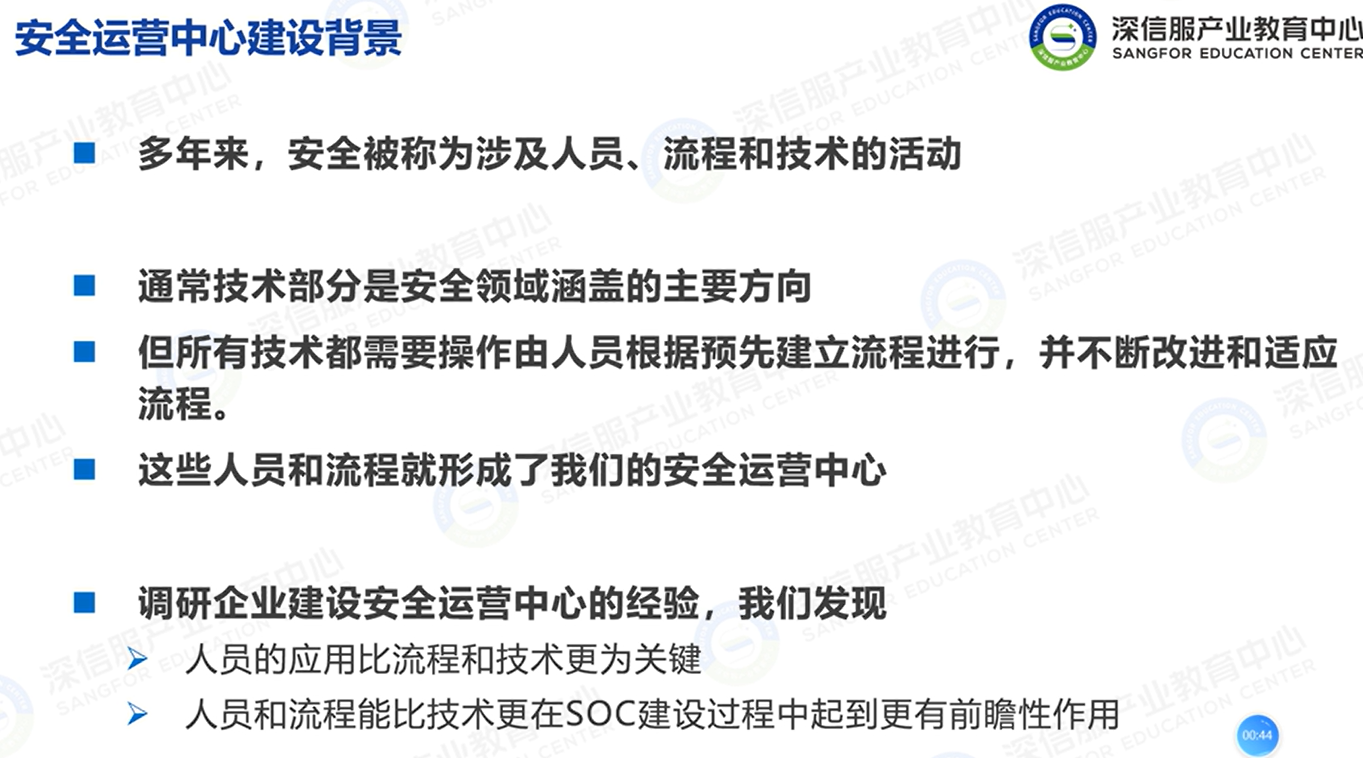 安全运营中心建设背景
深信服产业教育中心
SANGFOR EDUCATION CENTER
多年来，安全被称为涉及人员、流程和技术的活动
通常技术部分是安全领域涵盖的主要方向
但所有技术都需要操作由人员根据预先建立流程进行，并不断改进和适应
流程。
这些人员和流程就形成了我们的安全运营中心
调研企业建设安全运营中心的经验，我们发现
人员的应用比流程和技术更为关键
人员和流程能比技术更在SOC建设过程中起到更有前瞻性作用
00:44